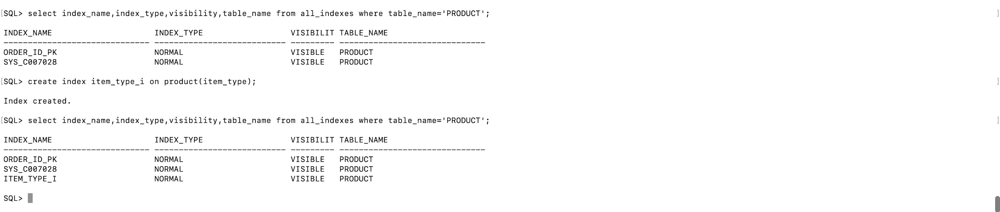 [SQL> select index_name,index_type,visibility,table_name from all_indexes where table_name='PRODUCT'; ]
INDEX_NAME                     INDEX_TYPE                  VISIBILIT TABLE_NAME
------------------------------ --------------------------- --------- ------------------------------
ORDER_ID_PK                    NORMAL                      VISIBLE   PRODUCT
SYS_C007028                    NORMAL                      VISIBLE   PRODUCT
[SQL> create index item_type_i on product(item_type); ]
Index created.
[SQL> select index_name,index_type,visibility,table_name from all_indexes where table_name='PRODUCT'; ]
INDEX_NAME                     INDEX_TYPE                  VISIBILIT TABLE_NAME
------------------------------ --------------------------- --------- ------------------------------
ORDER_ID_PK                    NORMAL                      VISIBLE   PRODUCT
SYS_C007028                    NORMAL                      VISIBLE   PRODUCT
ITEM_TYPE_I                    NORMAL                      VISIBLE   PRODUCT
SQL>